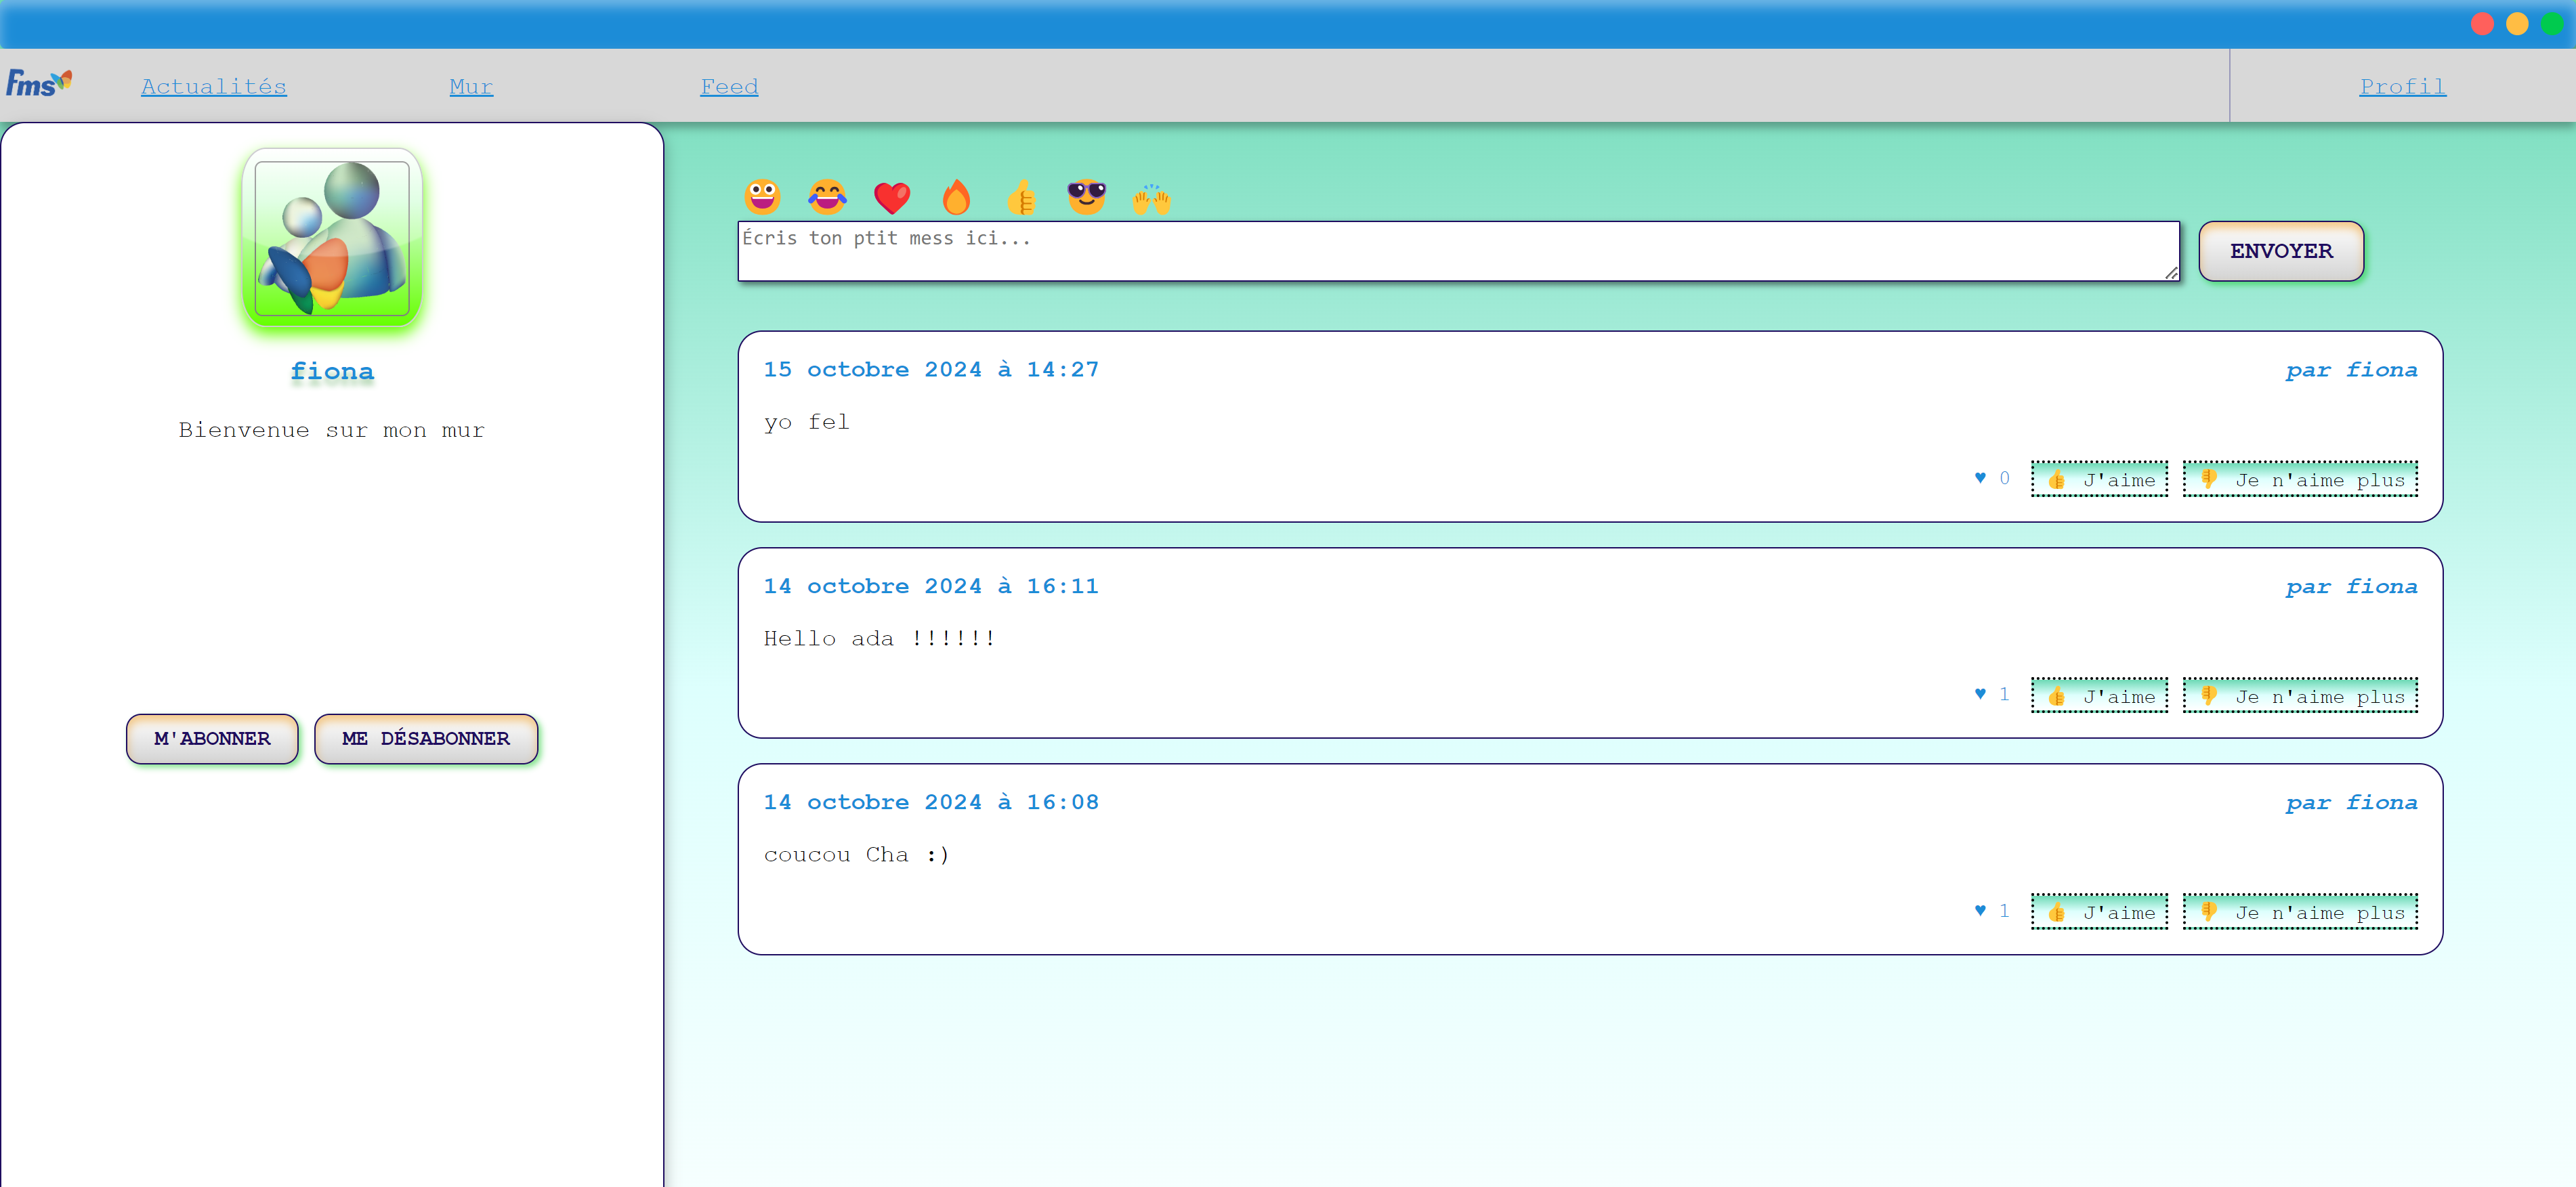 Fms
Actualités
Mur
Feed
Profil
fiona
Bienvenue sur mon mur
M'ABONNER
ME DÉSABONNER
Écris ton ptit mess ici...
ENVOYER
15 octobre 2024 à 14:27
par fiona
yo fel
♥ 0
👍 J'aime
👎 Je n'aime plus
14 octobre 2024 à 16:11
par fiona
Hello ada !!!!!!
♥ 1
👍 J'aime
👎 Je n'aime plus
14 octobre 2024 à 16:08
par fiona
coucou Cha :)
♥ 1
👍 J'aime
👎 Je n'aime plus